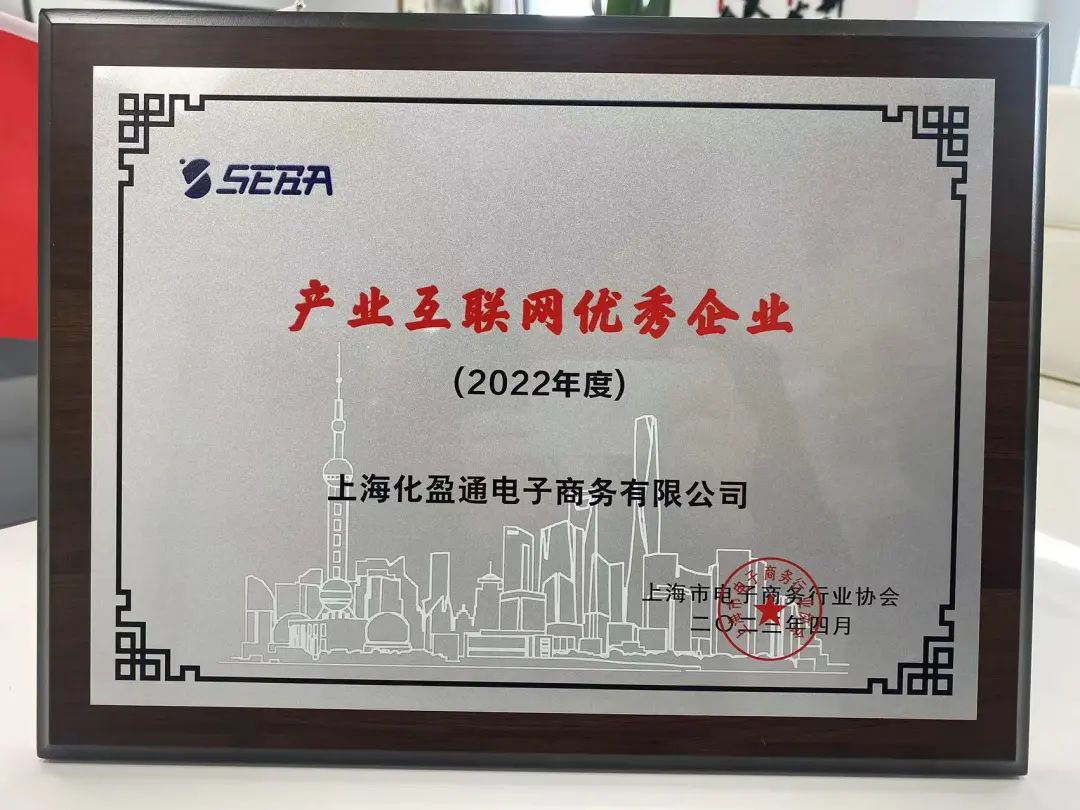 SEBA
产业互联网优秀企业
(2022年度)
上海化盈通电子商务有限公司
上海市电子商务行业协会
二〇二三年四月